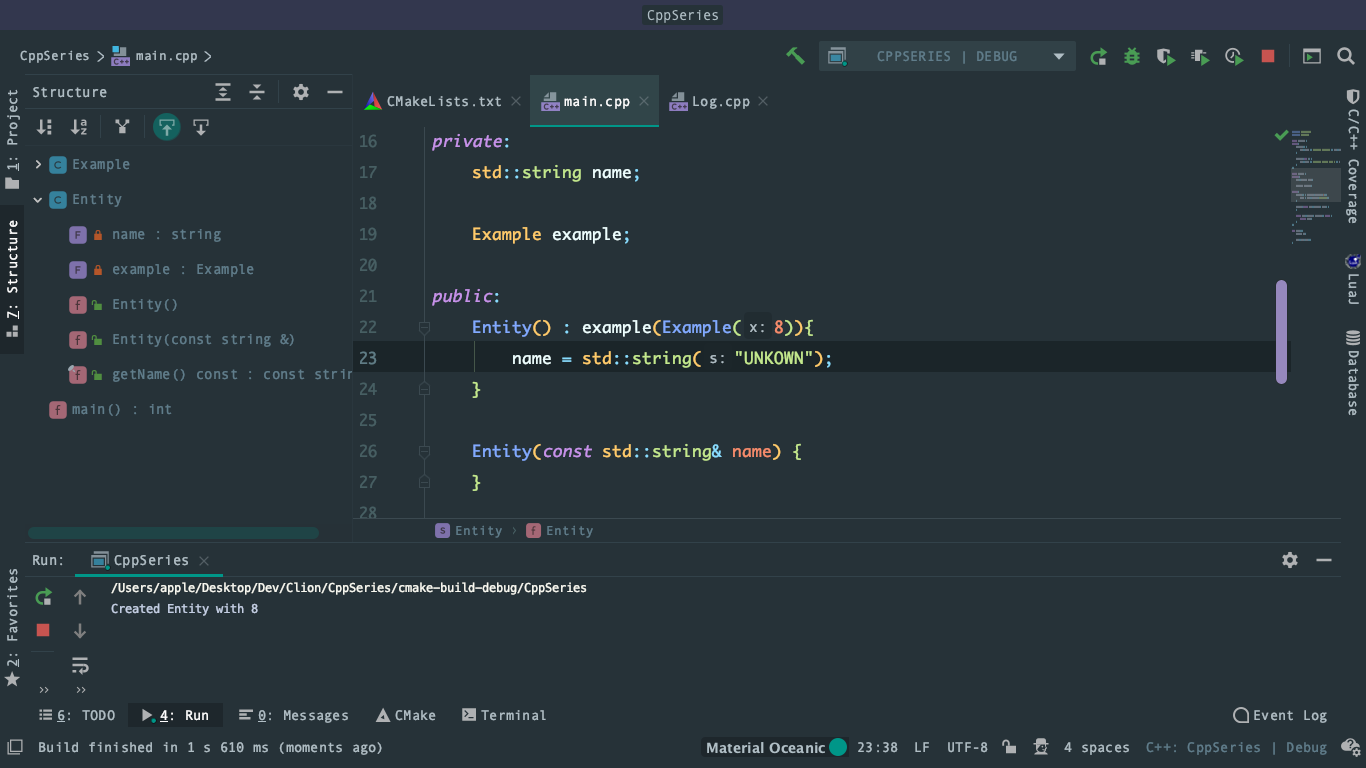 CppSeries
CppSeries > main.cpp >
CPPSERIES | DEBUG
Structure
CMakeLists.txt
main.cpp
Log.cpp
1: Project
Z: Structure
2: Favorites
Example
Entity
name : string
example : Example
Entity()
Entity(const string &)
getName() const : const strin
main() : int
16 private:
17 std::string name;
18
19 Example example;
20
21 public:
22 Entity() : example(Example( x: 8)){
23 name = std::string( s: "UNKOWN");
24 }
25
26 Entity(const std::string& name) {
27 }
28
Entity > Entity
C/C++ Coverage
LuaJ
Database
Run: CppSeries
/Users/apple/Desktop/Dev/Clion/CppSeries/cmake-build-debug/CppSeries
Created Entity with 8
6: TODO 4: Run 0: Messages CMake Terminal Event Log
Build finished in 1 s 610 ms (moments ago) Material Oceanic 23:38 LF UTF-8 4 spaces C++: CppSeries | Debug